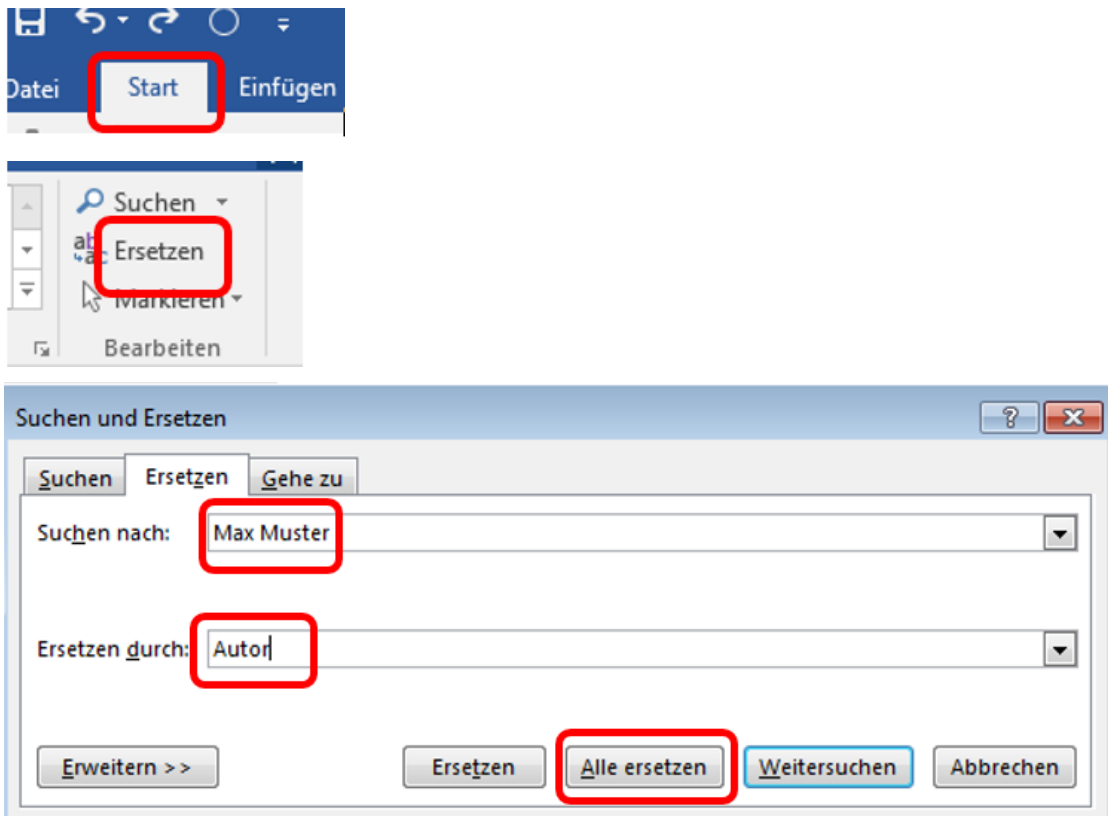 Datei Start Einfügen
Suchen
Ersetzen
Markieren
Bearbeiten
Suchen und Ersetzen
Suchen Ersetzen Gehe zu
Suchen nach: Max Muster
Ersetzen durch: Autor
Erweitern >> Ersetzen Alle ersetzen Weitersuchen Abbrechen